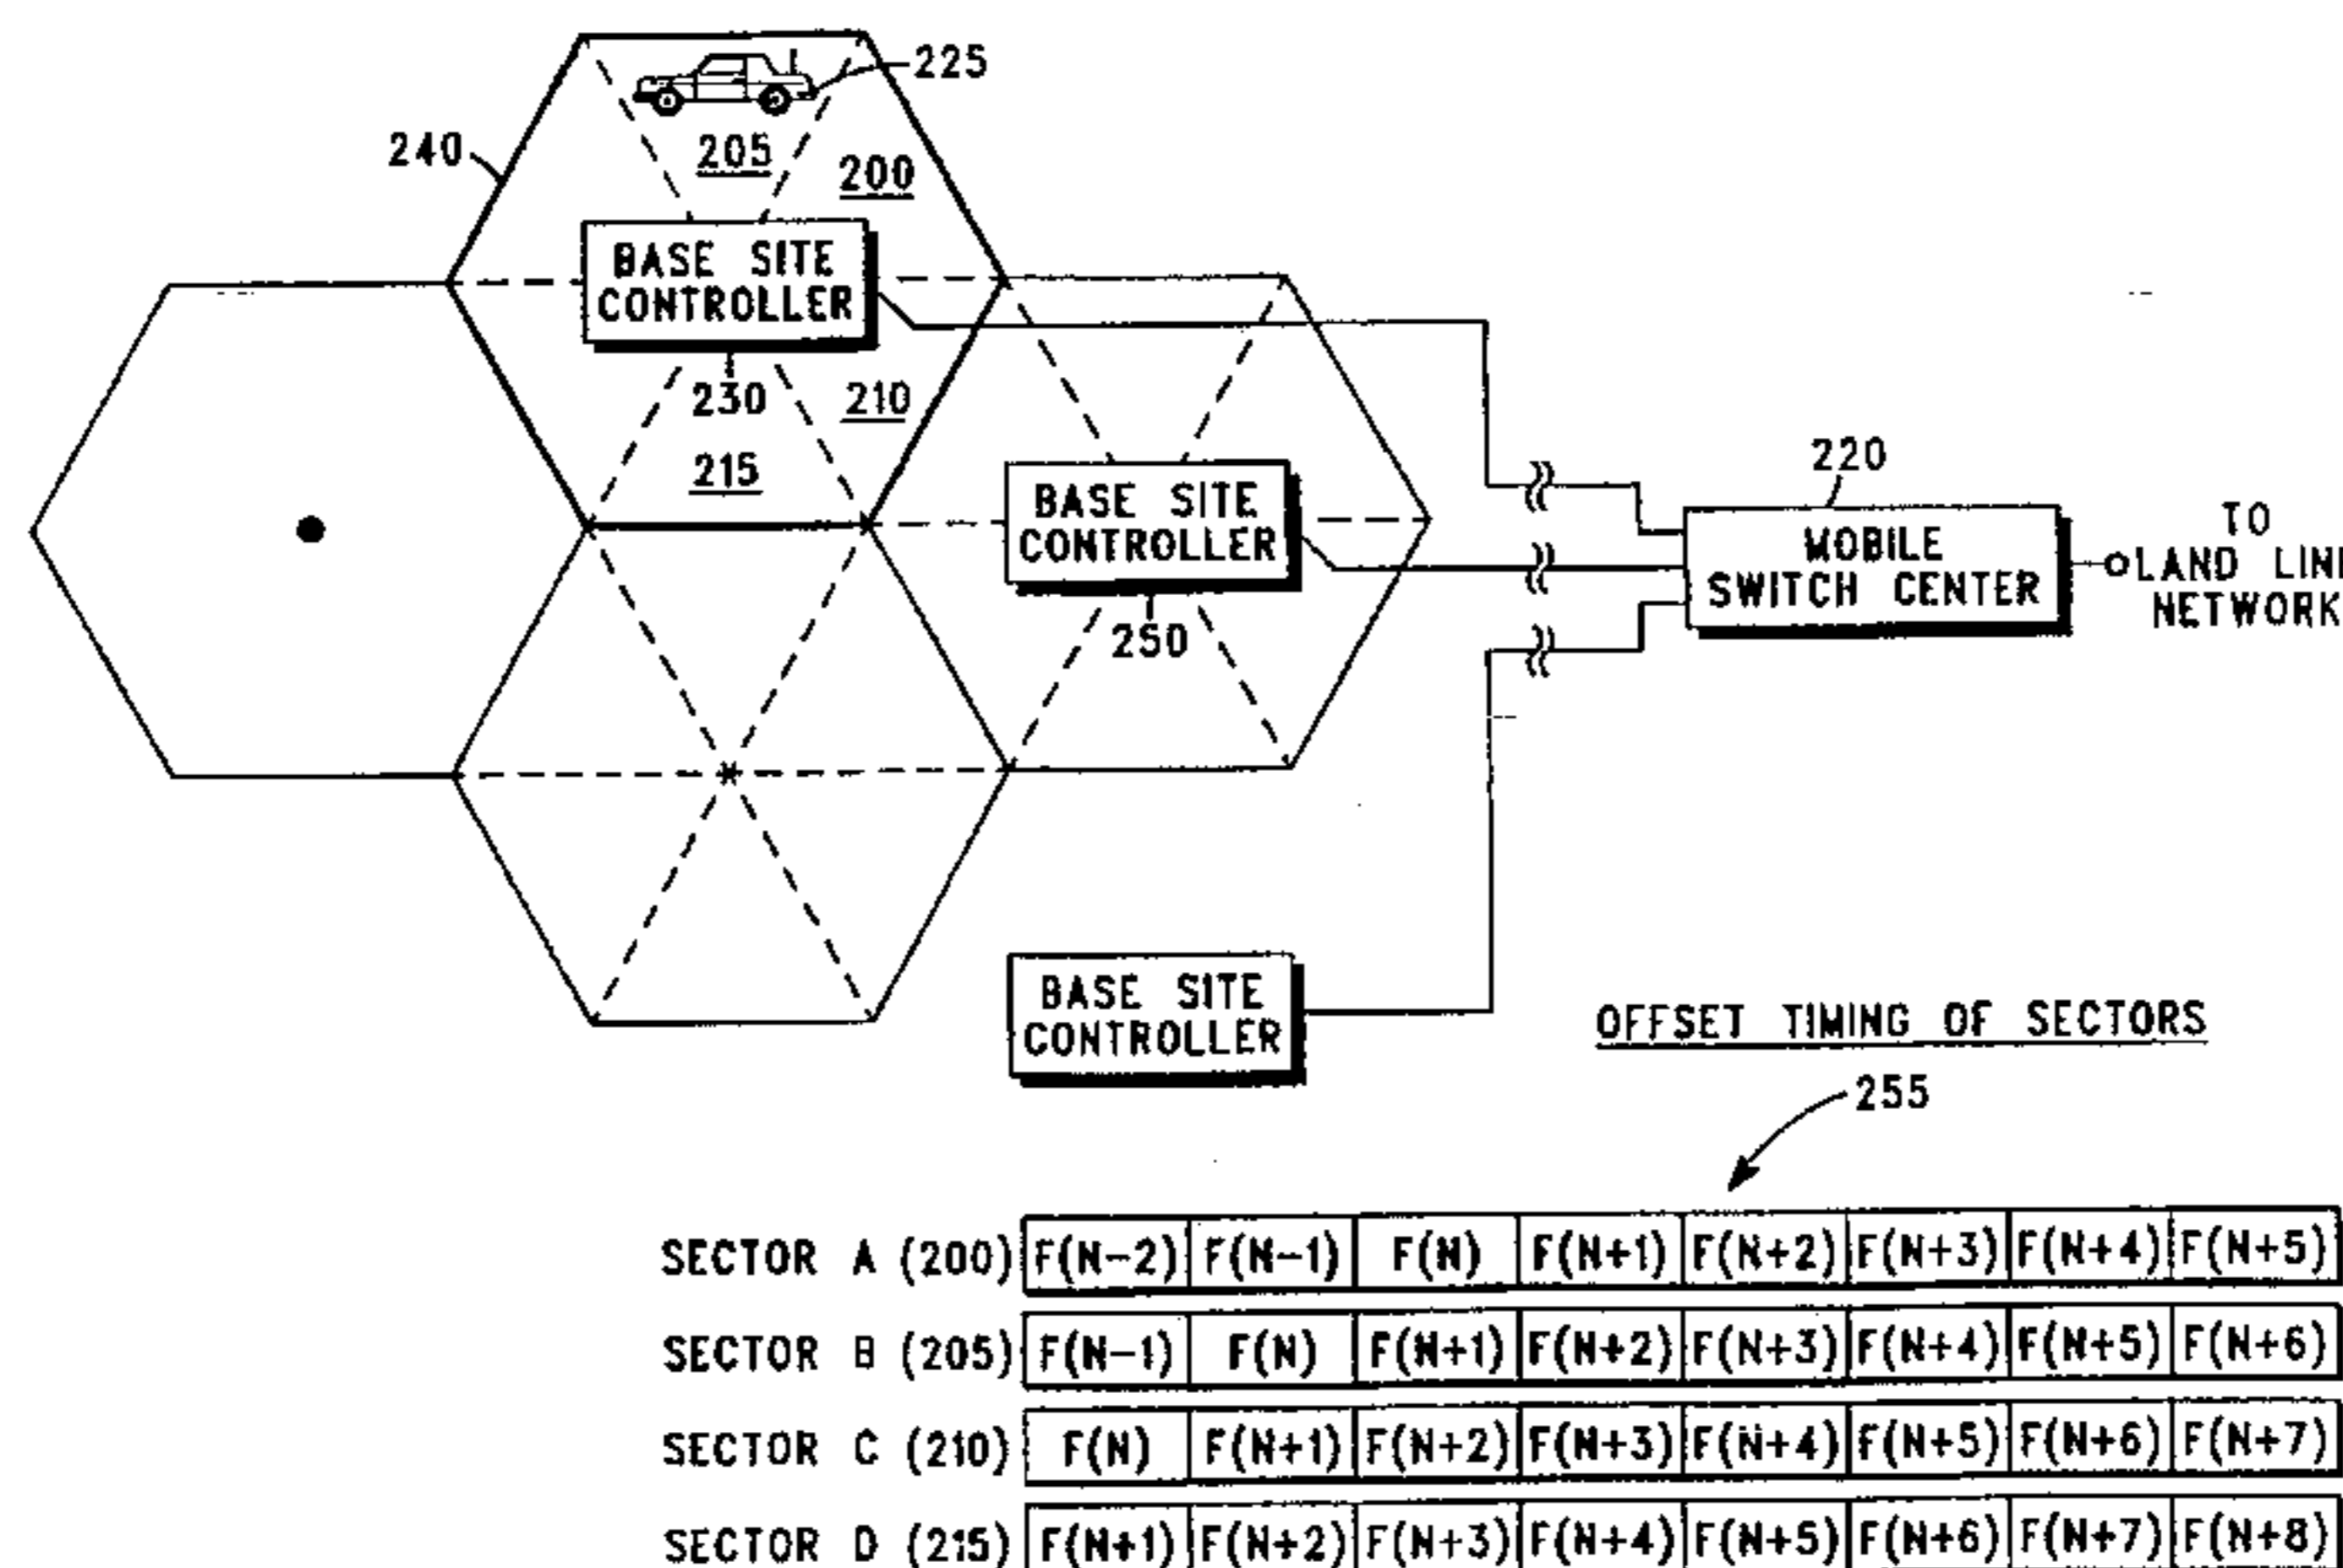 225
240
205
200
BASE SITE
CONTROLLER
230
210
215
BASE SITE
CONTROLLER
250
220
MOBILE
SWITCH CENTER
TO
LAND LIN
NETWORK
BASE SITE
CONTROLLER
OFFSET TIMING OF SECTORS
255
SECTOR A (200) F(N-2) F(N-1) F(N) F(N+1) F(N+2) F(N+3) F(N+4) F(N+5)
SECTOR B (205) F(N-1) F(N) F(N+1) F(N+2) F(N+3) F(N+4) F(N+5) F(N+6)
SECTOR C (210) F(N) F(N+1) F(N+2) F(N+3) F(N+4) F(N+5) F(N+6) F(N+7)
SECTOR D (215) F(N+1) F(N+2) F(N+3) F(N+4) F(N+5) F(N+6) F(N+7) F(N+8)